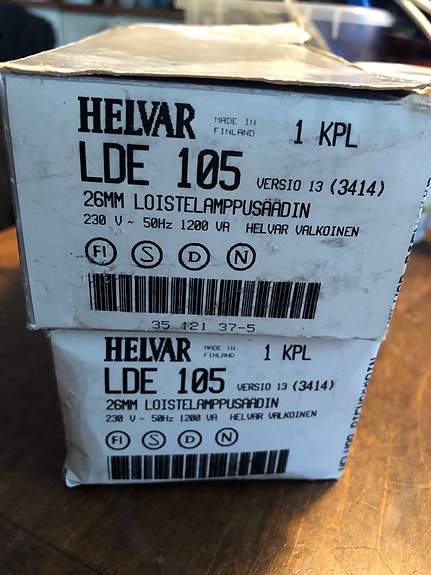 HELVAR MADE IN FINLAND 1 KPL
LDE 105 VERSIO 13 (3414)
26MM LOISTELAMPPUSÄÄDIN
230 V ~ 50Hz 1200 VA HELVAR VALKOINEN
FI S D N
35 121 37-5
HELVAR MADE IN FINLAND 1 KPL
LDE 105 VERSIO 13 (3414)
26MM LOISTELAMPPUSÄÄDIN
230 V ~ 50Hz 1200 VA HELVAR VALKOINEN
FI S D N